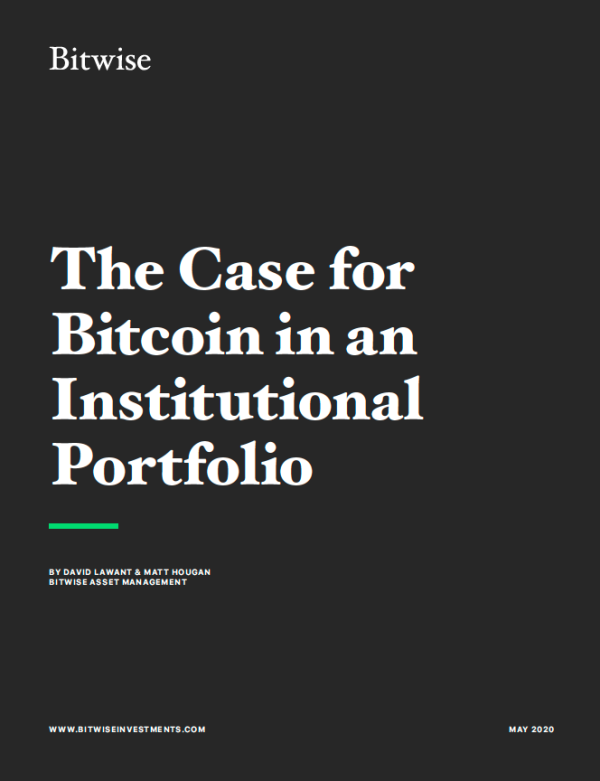 Bitwise
The Case for
Bitcoin in an
Institutional
Portfolio
BY DAVID LAWANT & MATT HOUGAN
BITWISE ASSET MANAGEMENT
WWW.BITWISEINVESTMENTS.COM
MAY 2020